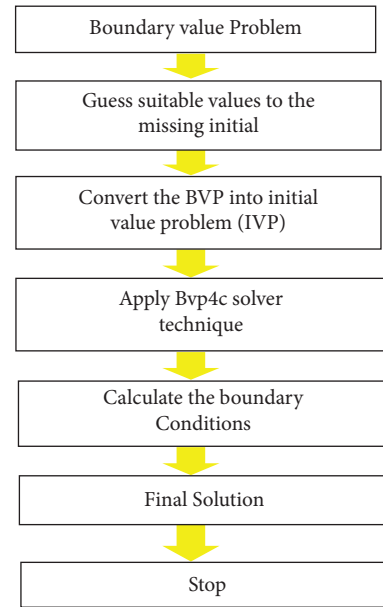 Boundary value Problem
Guess suitable values to the
missing initial
Convert the BVP into initial
value problem (IVP)
Apply Bvp4c solver
technique
Calculate the boundary
Conditions
Final Solution
Stop